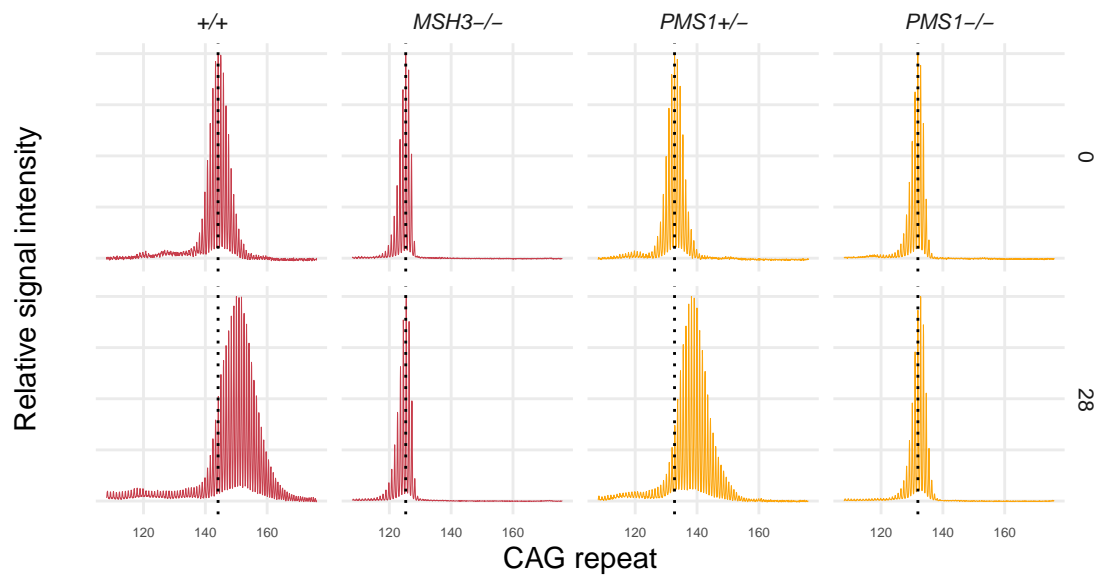 +/+ MSH3−/− PMS1+/− PMS1−/−
Relative signal intensity
0
28
120 140 160 120 140 160 120 140 160 120 140 160
CAG repeat